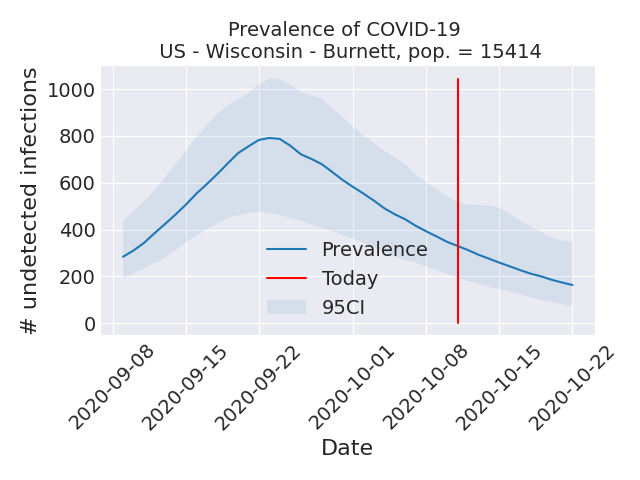 Prevalence of COVID-19
US - Wisconsin - Burnett, pop. = 15414
# undetected infections
1000
800
600
400
200
0
Prevalence
Today
95CI
2020-09-08
2020-09-15
2020-09-22
2020-10-01
2020-10-08
2020-10-15
2020-10-22
Date